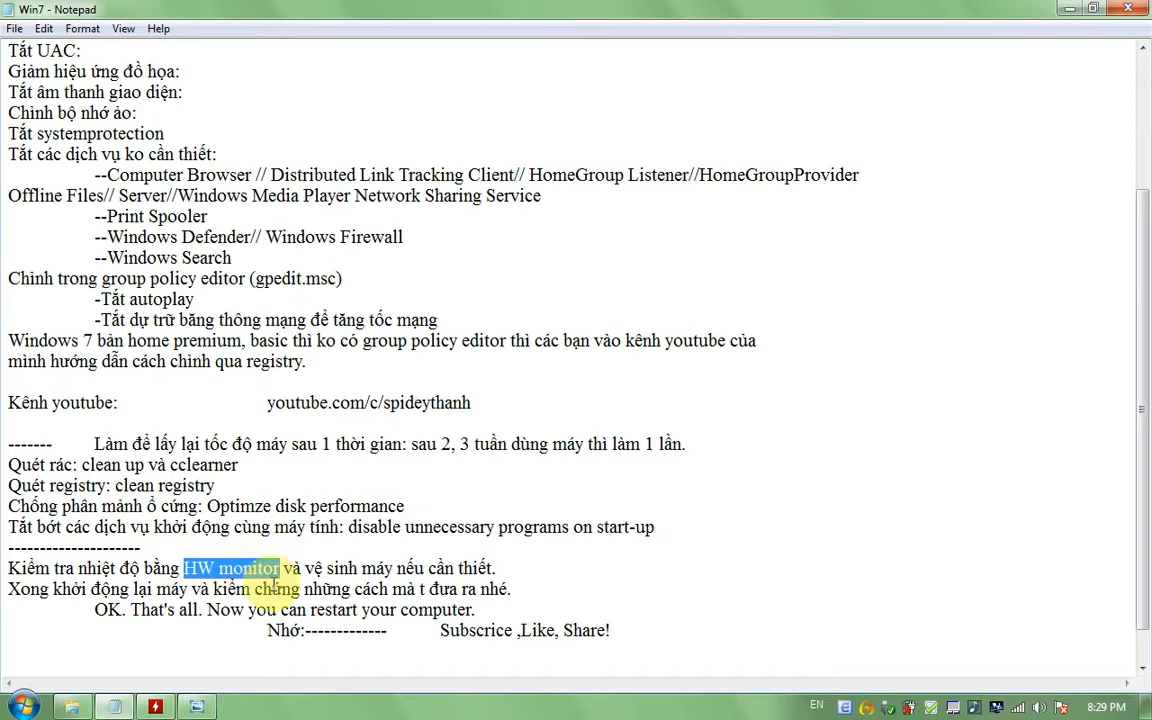 Win7 - Notepad
File Edit Format View Help
Tắt UAC:
Giảm hiệu ứng đồ họa:
Tắt âm thanh giao diện:
Chỉnh bộ nhớ ảo:
Tắt systemprotection
Tắt các dịch vụ ko cần thiết:
--Computer Browser // Distributed Link Tracking Client// HomeGroup Listener//HomeGroupProvider
Offline Files// Server//Windows Media Player Network Sharing Service
--Print Spooler
--Windows Defender// Windows Firewall
--Windows Search
Chỉnh trong group policy editor (gpedit.msc)
-Tắt autoplay
-Tắt dự trữ băng thông mạng để tăng tốc mạng
Windows 7 bản home premium, basic thì ko có group policy editor thì các bạn vào kênh youtube của
mình hướng dẫn cách chỉnh qua registry.
Kênh youtube: youtube.com/c/spideythanh
------- Làm để lấy lại tốc độ máy sau 1 thời gian: sau 2, 3 tuần dùng máy thì làm 1 lần.
Quét rác: clean up và cclearner
Quét registry: clean registry
Chống phân mảnh ổ cứng: Optimze disk performance
Tắt bớt các dịch vụ khởi động cùng máy tính: disable unnecessary programs on start-up
---------------------
Kiểm tra nhiệt độ bằng HW monitor và vệ sinh máy nếu cần thiết.
Xong khởi động lại máy và kiểm chứng những cách mà t đưa ra nhé.
OK. That's all. Now you can restart your computer.
Nhớ:------------- Subscrice ,Like, Share!
EN 8:29 PM